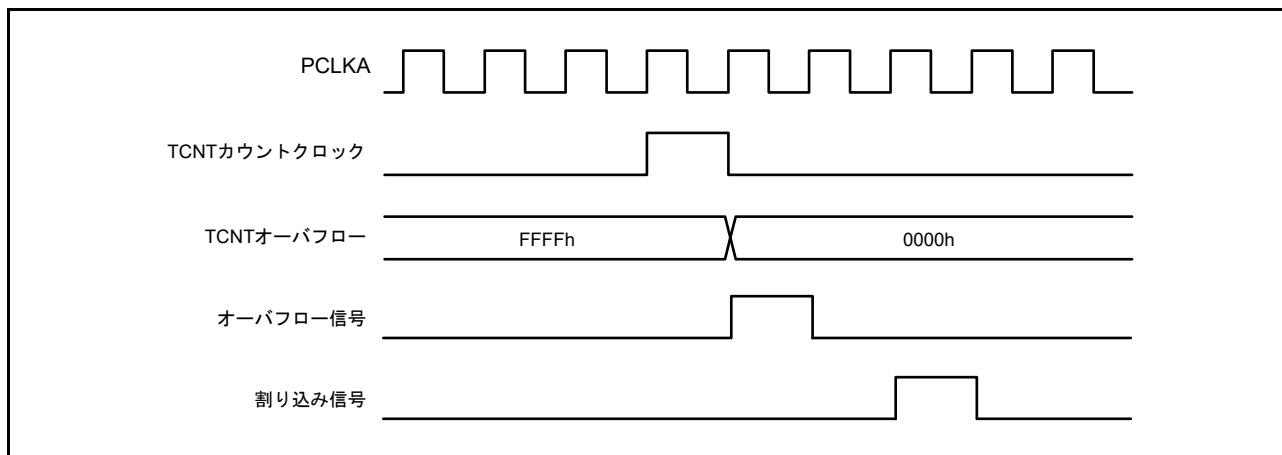 PCLKA
TCNTカウントクロック
TCNTオーバフロー
FFFFh
0000h
オーバフロー信号
割り込み信号